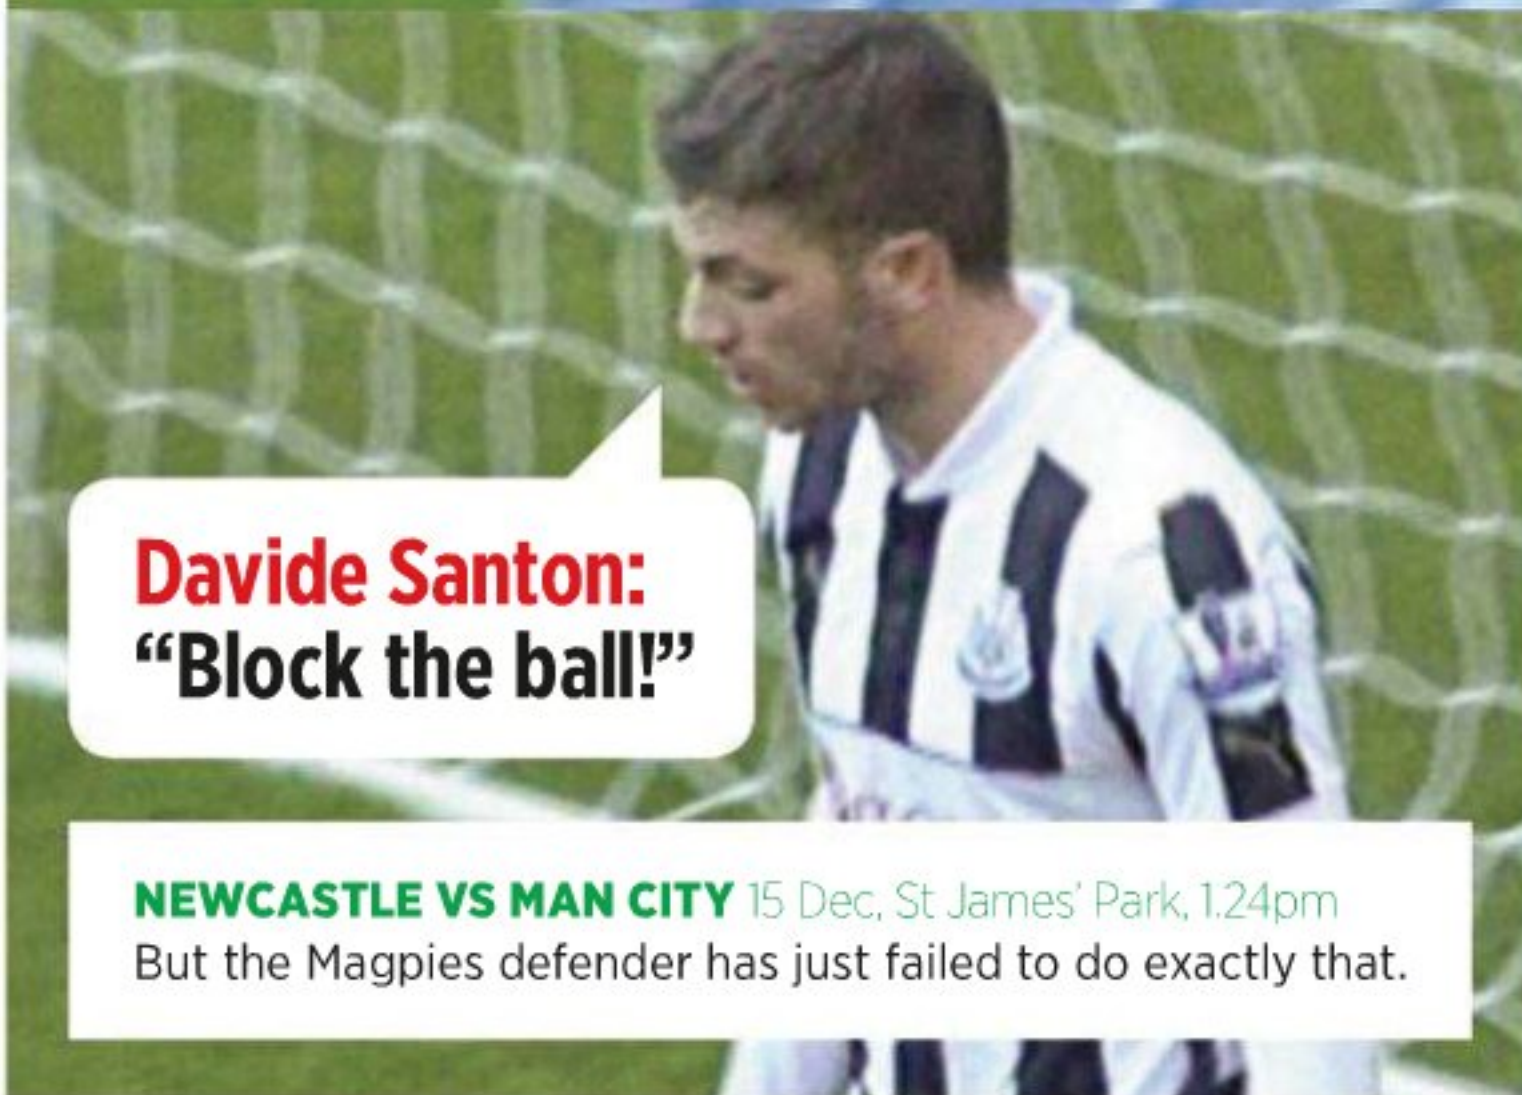 Davide Santon:
“Block the ball!”
NEWCASTLE VS MAN CITY 15 Dec, St James’ Park, 1.24pm
But the Magpies defender has just failed to do exactly that.